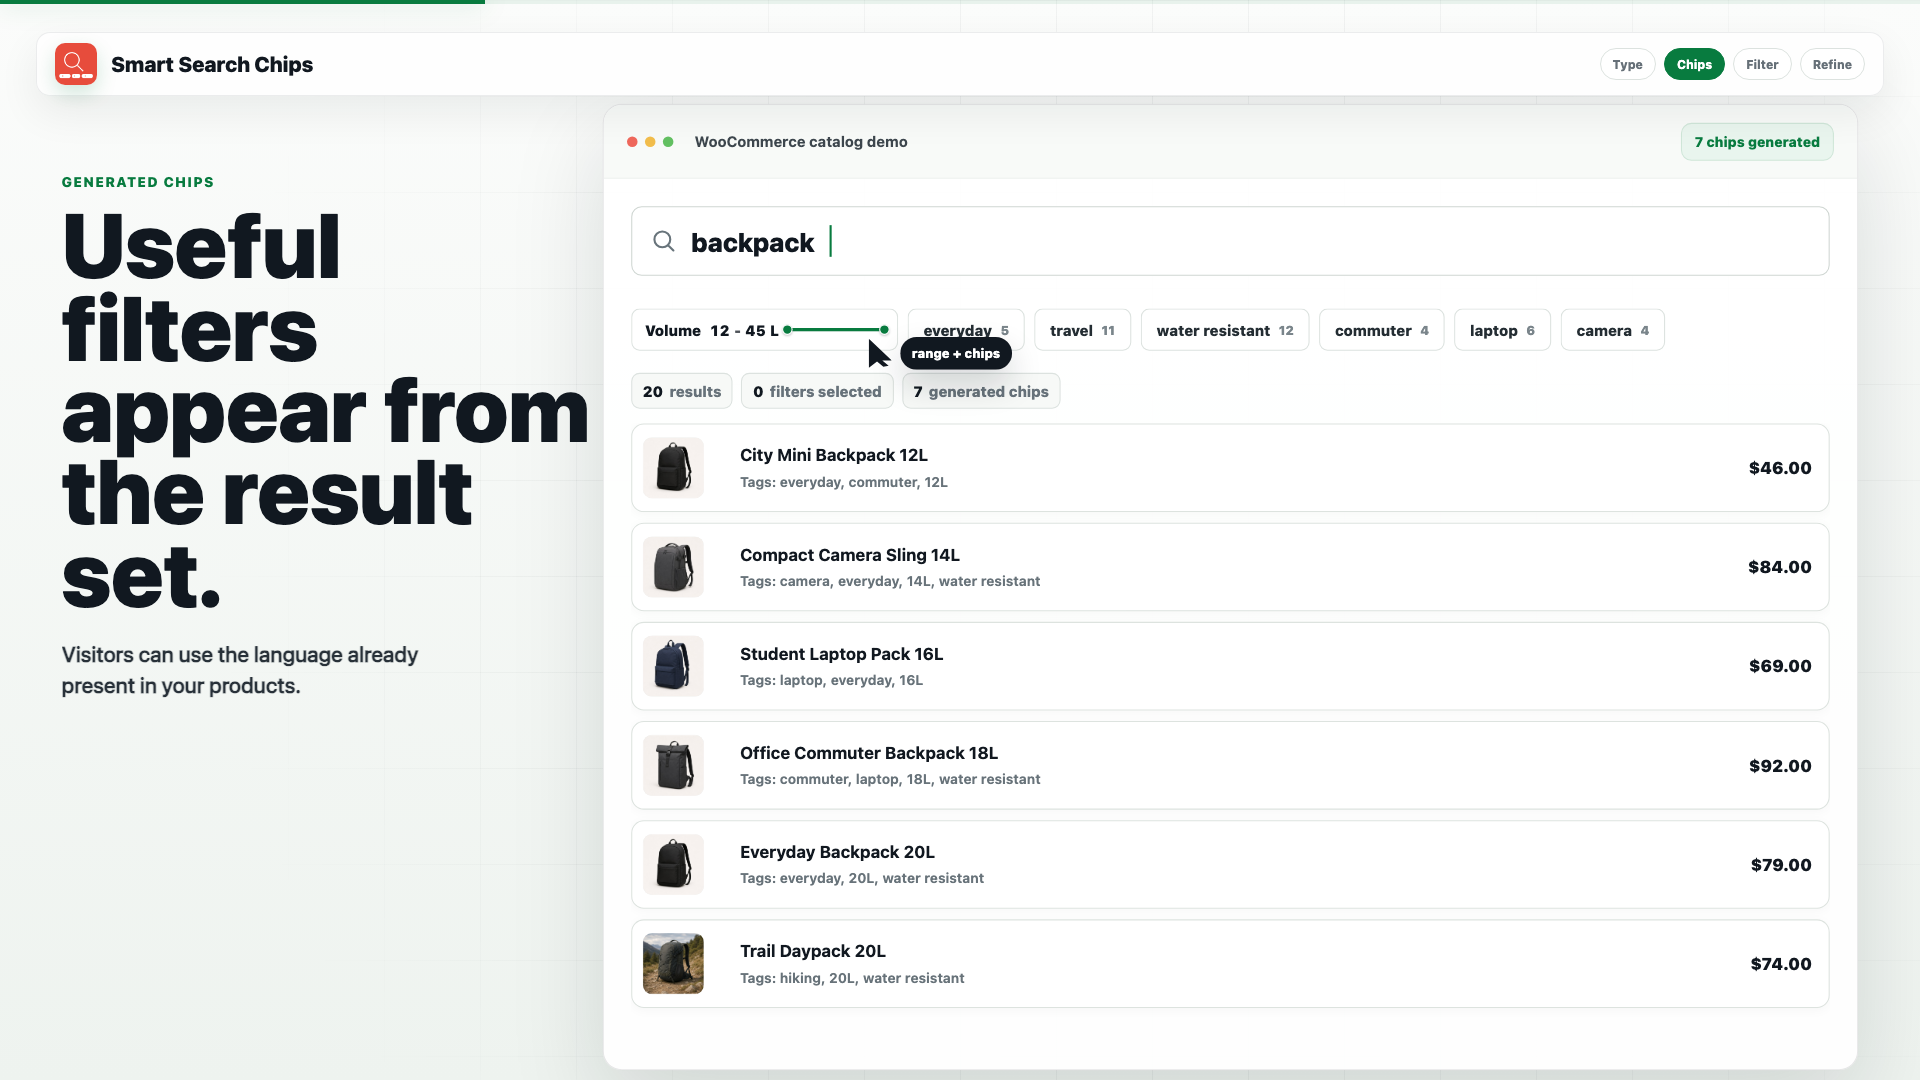 Smart Search Chips
Type
Chips
Filter
Refine
GENERATED CHIPS
Useful
filters
appear from
the result
set.
Visitors can use the language already
present in your products.
WooCommerce catalog demo
7 chips generated
backpack
Volume 12 - 45 L
everyday 5
travel 11
water resistant 12
commuter 4
laptop 6
camera 4
range + chips
20 results
0 filters selected
7 generated chips
City Mini Backpack 12L
Tags: everyday, commuter, 12L
$46.00
Compact Camera Sling 14L
Tags: camera, everyday, 14L, water resistant
$84.00
Student Laptop Pack 16L
Tags: laptop, everyday, 16L
$69.00
Office Commuter Backpack 18L
Tags: commuter, laptop, 18L, water resistant
$92.00
Everyday Backpack 20L
Tags: everyday, 20L, water resistant
$79.00
Trail Daypack 20L
Tags: hiking, 20L, water resistant
$74.00